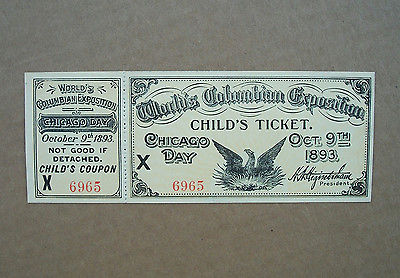 WORLD'S
COLUMBIAN EXPOSITION
CHICAGO DAY
October 9th 1893.
NOT GOOD IF
DETACHED.
CHILD'S COUPON
X 6965
World's Columbian Exposition
CHILD'S TICKET.
CHICAGO DAY
OCT. 9TH 1893.
X 6965
President